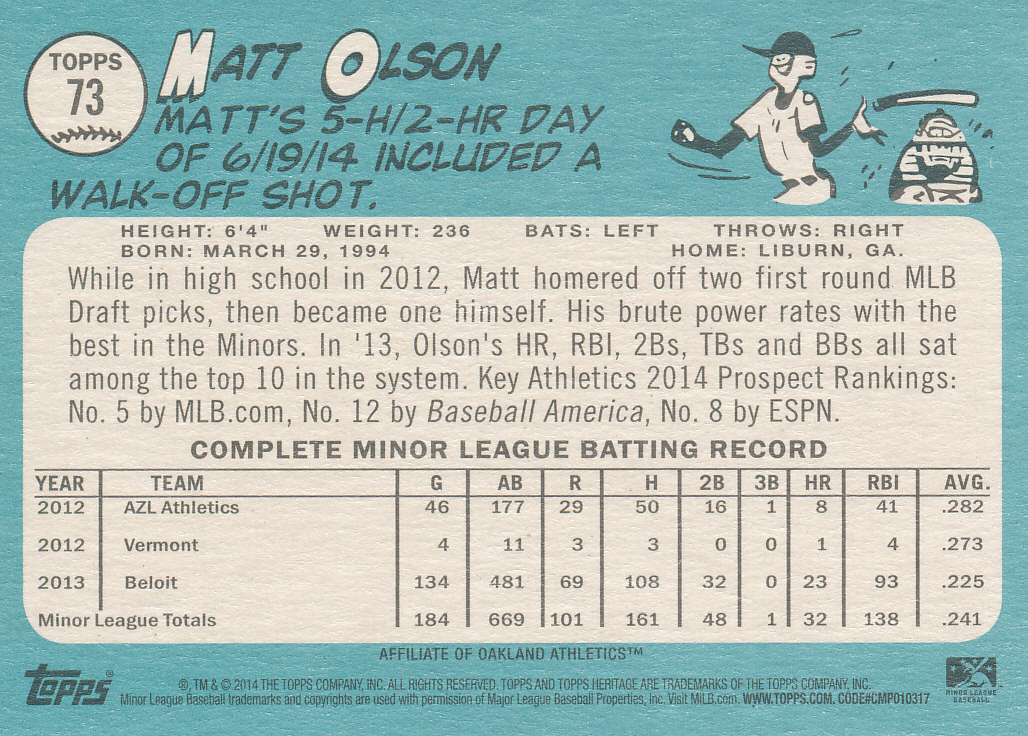 TOPPS
73
MATT OLSON
MATT'S 5-H/2-HR DAY
OF 6/19/14 INCLUDED A
WALK-OFF SHOT.
HEIGHT: 6'4" WEIGHT: 236 BATS: LEFT THROWS: RIGHT
BORN: MARCH 29, 1994 HOME: LIBURN, GA.
While in high school in 2012, Matt homered off two first round MLB
Draft picks, then became one himself. His brute power rates with the
best in the Minors. In '13, Olson's HR, RBI, 2Bs, TBs and BBs all sat
among the top 10 in the system. Key Athletics 2014 Prospect Rankings:
No. 5 by MLB.com, No. 12 by Baseball America, No. 8 by ESPN.
COMPLETE MINOR LEAGUE BATTING RECORD
YEAR TEAM G AB R H 2B 3B HR RBI AVG.
2012 AZL Athletics 46 177 29 50 16 1 8 41 .282
2012 Vermont 4 11 3 3 0 0 1 4 .273
2013 Beloit 134 481 69 108 32 0 23 93 .225
Minor League Totals 184 669 101 161 48 1 32 138 .241
AFFILIATE OF OAKLAND ATHLETICS™
TOPPS®
®, TM & © 2014 THE TOPPS COMPANY, INC. ALL RIGHTS RESERVED. TOPPS AND TOPPS HERITAGE ARE TRADEMARKS OF THE TOPPS COMPANY, INC.
Minor League Baseball trademarks and copyrights are used with permission of Major League Baseball Properties, Inc. Visit MiLB.com. WWW.TOPPS.COM. CODE#CMP010317
MINOR LEAGUE
BASEBALL